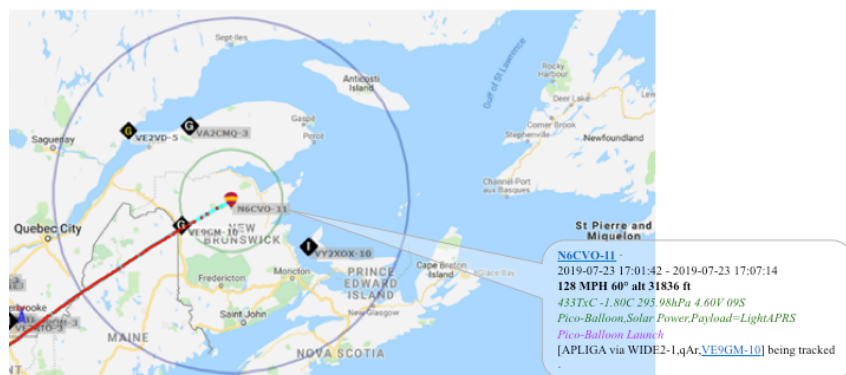 Sept-Iles
Anticosti
Island
Gulf of St Lawrence
Rocky
Harbour
Deer Lake
Corner Brook
Stephenville
Newfoundland
Gaspé
Percé
G
VA2CMQ-3
G
VE2VD-5
Saguenay
Channel-Port
aux Basques
N6CVO-11
G
VE9GM-10
NEW
BRUNSWICK
Quebec City
St Pierre and
Miquelon
I
VY2XOX-10
Cape Breton
Island
Glace Bay
Fredericton
Moncton
PRINCE
EDWARD
ISLAND
New Glasgow
Saint John
erbrooke
MAINE
NOVA SCOTIA
NT
N6CVO-11 -
2019-07-23 17:01:42 - 2019-07-23 17:07:14
128 MPH 60° alt 31836 ft
433TxC -1.80C 295.98hPa 4.60V 09S
Pico-Balloon,Solar Power,Payload=LightAPRS
Pico-Balloon Launch
[APLIGA via WIDE2-1,qAr,VE9GM-10] being tracked
-